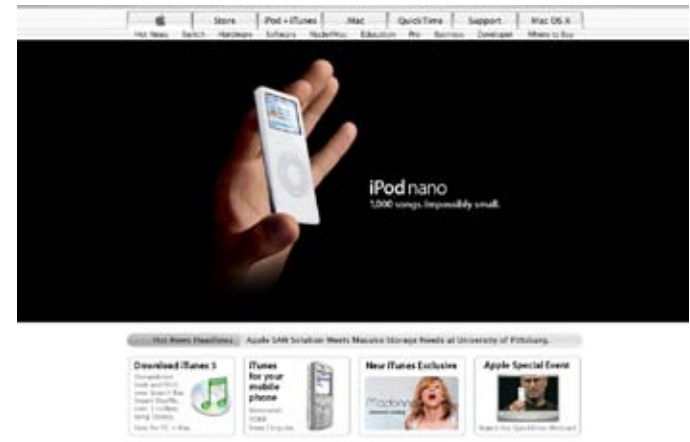 Store iPod + iTunes Mac QuickTime Support Mac OS X
Hot News Switch Hardware Software Made4Mac Education Pro Business Developer Where to Buy
iPod nano
1,000 songs. Impossibly small.
Hot News Headlines Apple SAN Solution Meets Massive Storage Needs at University of Pittsburg.
Download iTunes 5
iTunes
for your
mobile
phone
New iTunes Exclusive
Madonna
Apple Special Event